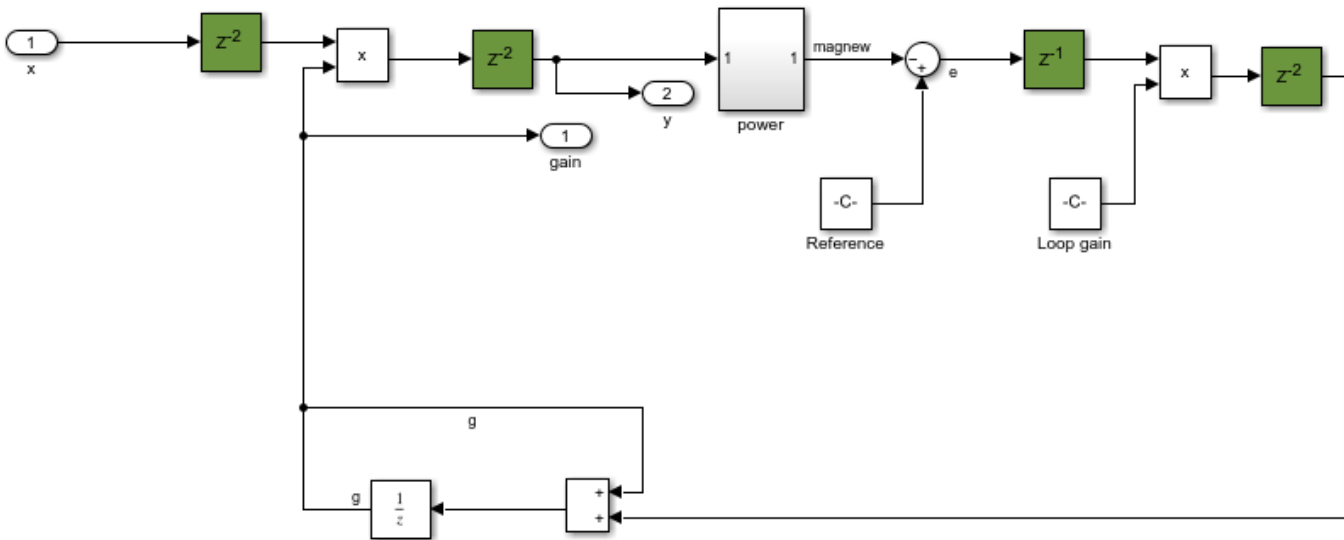 1
x
Z-2
x
Z-2
2
y
1
gain
1
1
power
magnew
−
+
e
-C-
Reference
Z-1
x
-C-
Loop gain
Z-2
g
g
1
z
+
+